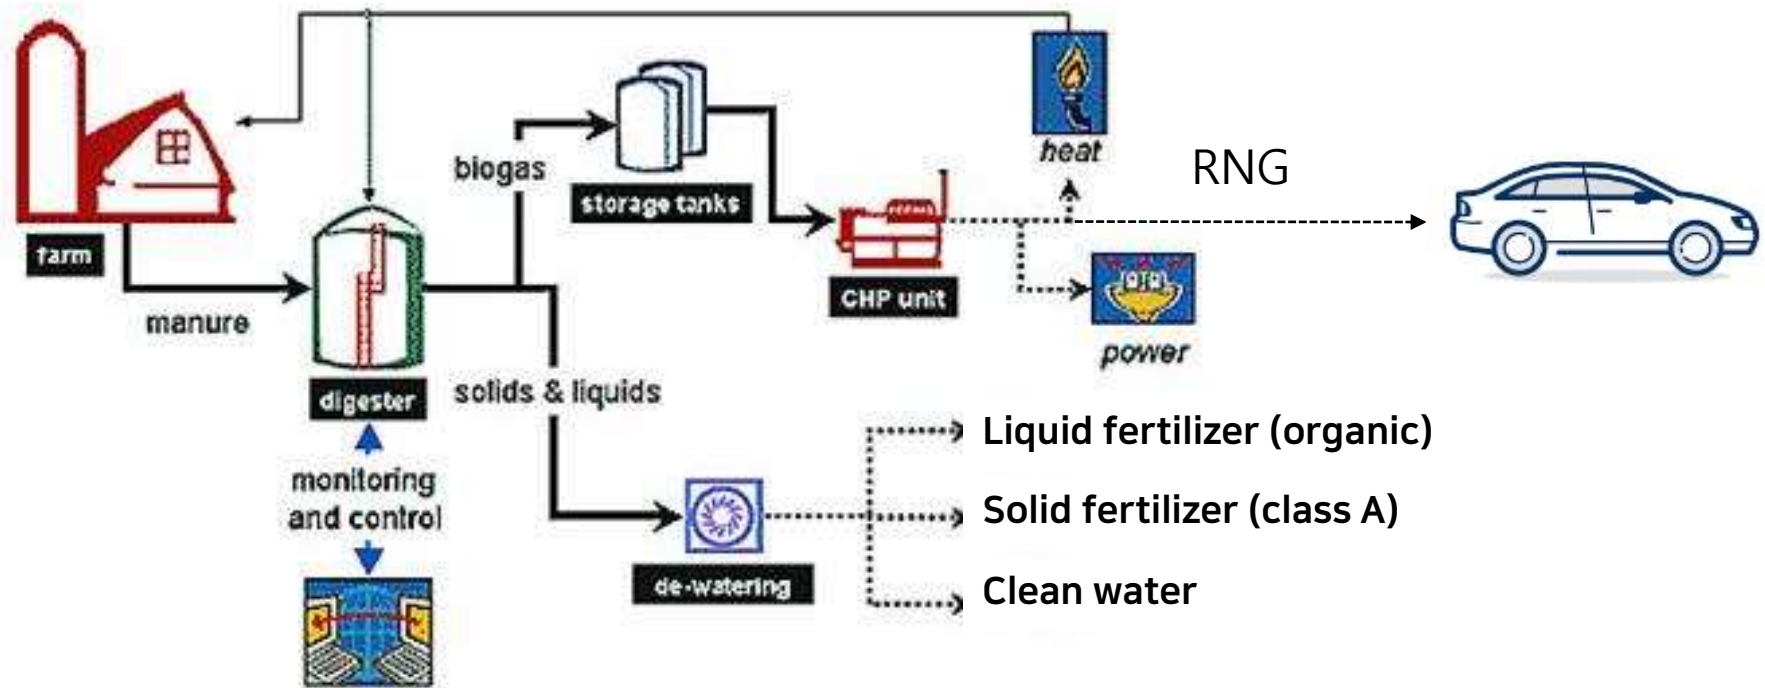 heat
RNG
biogas
storage tanks
farm
CHP unit
manure
power
digester
solids & liquids
Liquid fertilizer (organic)
monitoring
and control
Solid fertilizer (class A)
de-watering
Clean water